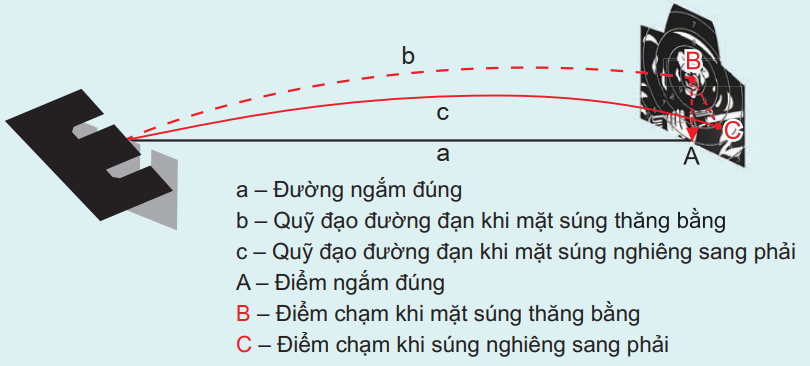 b
B
c
C
a
A
a – Đường ngắm đúng
b – Quỹ đạo đường đạn khi mặt súng thăng bằng
c – Quỹ đạo đường đạn khi mặt súng nghiêng sang phải
A – Điểm ngắm đúng
B – Điểm chạm khi mặt súng thăng bằng
C – Điểm chạm khi súng nghiêng sang phải